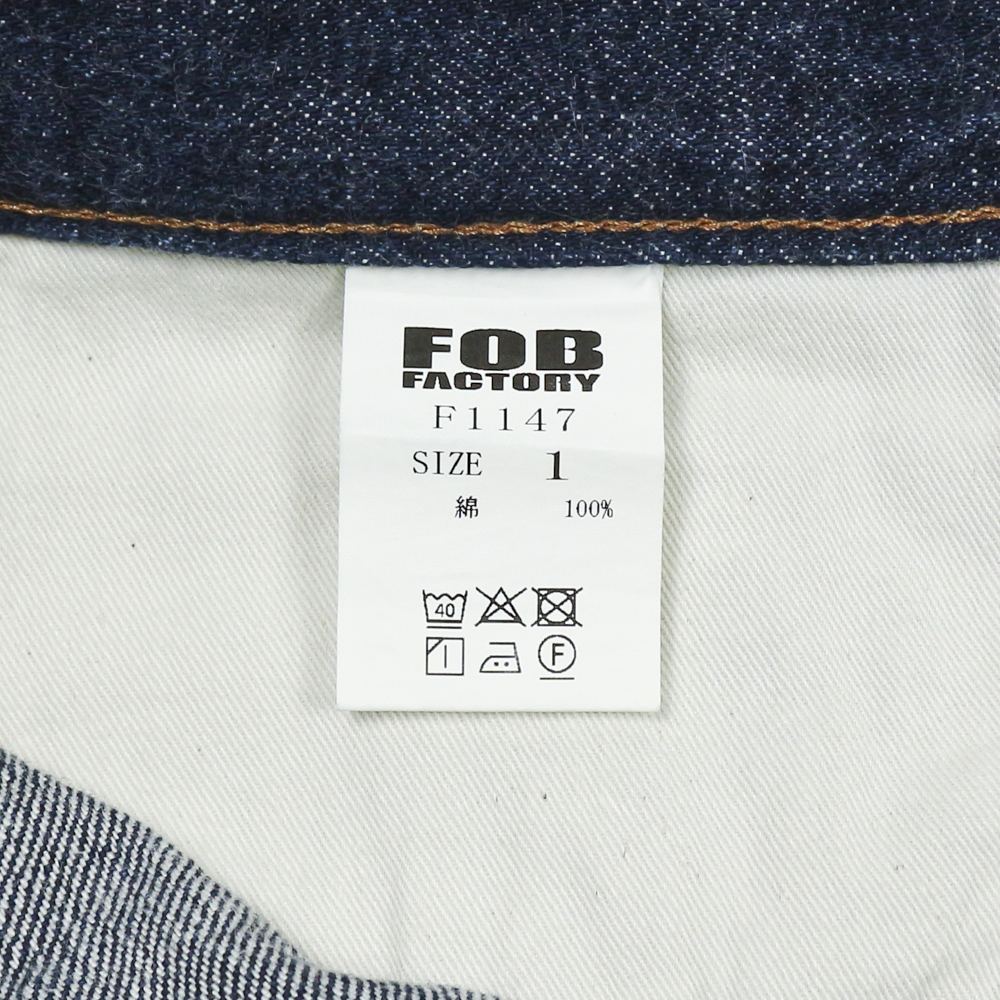 FOB
FACTORY
F1147
SIZE 1
綿 100%
40
F